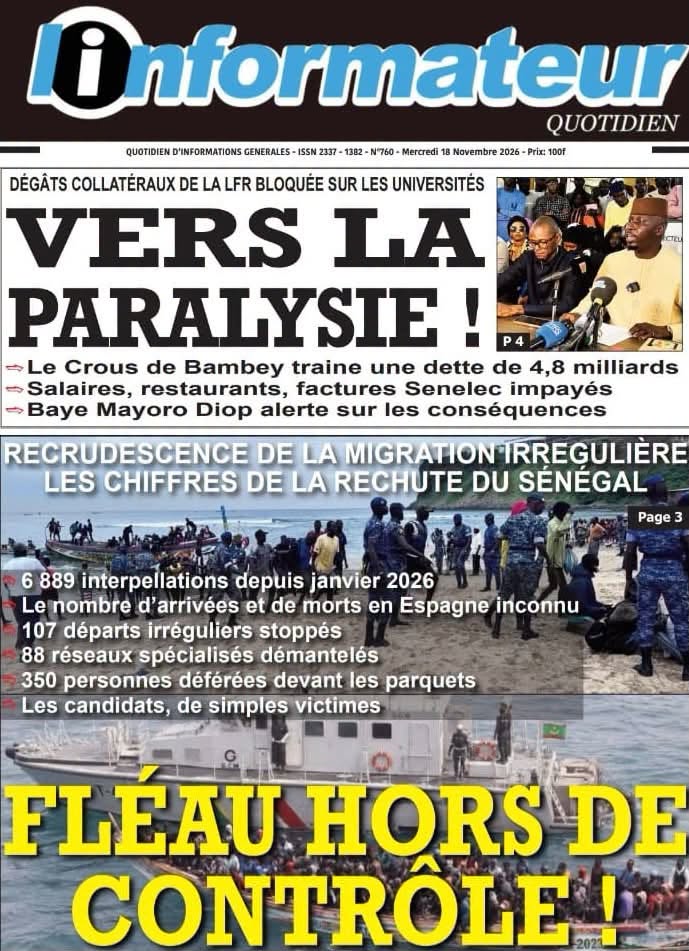 l'informateur
QUOTIDIEN
QUOTIDIEN D'INFORMATIONS GENERALES - ISSN 2337 - 1382 - N°760 - Mercredi 18 Novembre 2026 - Prix: 100f
DÉGÂTS COLLATÉRAUX DE LA LFR BLOQUÉE SUR LES UNIVERSITÉS
VERS LA
PARALYSIE !
P 4
Le Crous de Bambey traine une dette de 4,8 milliards
Salaires, restaurants, factures Senelec impayés
Baye Mayoro Diop alerte sur les conséquences
RECRUDESCENCE DE LA MIGRATION IRREGULIÈRE
LES CHIFFRES DE LA RECHUTE DU SÉNÉGAL
Page 3
6 889 interpellations depuis janvier 2026
Le nombre d'arrivées et de morts en Espagne inconnu
107 départs irréguliers stoppés
88 réseaux spécialisés démantelés
350 personnes déférées devant les parquets
Les candidats, de simples victimes
FLÉAU HORS DE
CONTRÔLE !